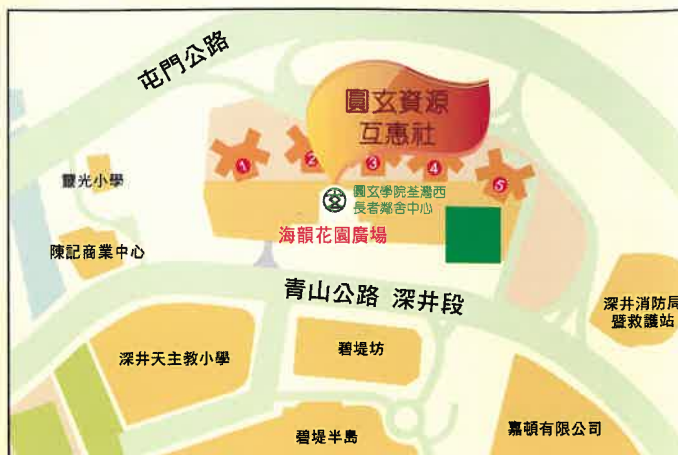 屯門公路
圓玄資源
互惠社
1
2
3
4
5
靈光小學
圓玄學院荃灣西
長者鄰舍中心
海韻花園廣場
陳記商業中心
青山公路 深井段
深井消防局
暨救護站
深井天主教小學
碧堤坊
碧堤半島
嘉頓有限公司